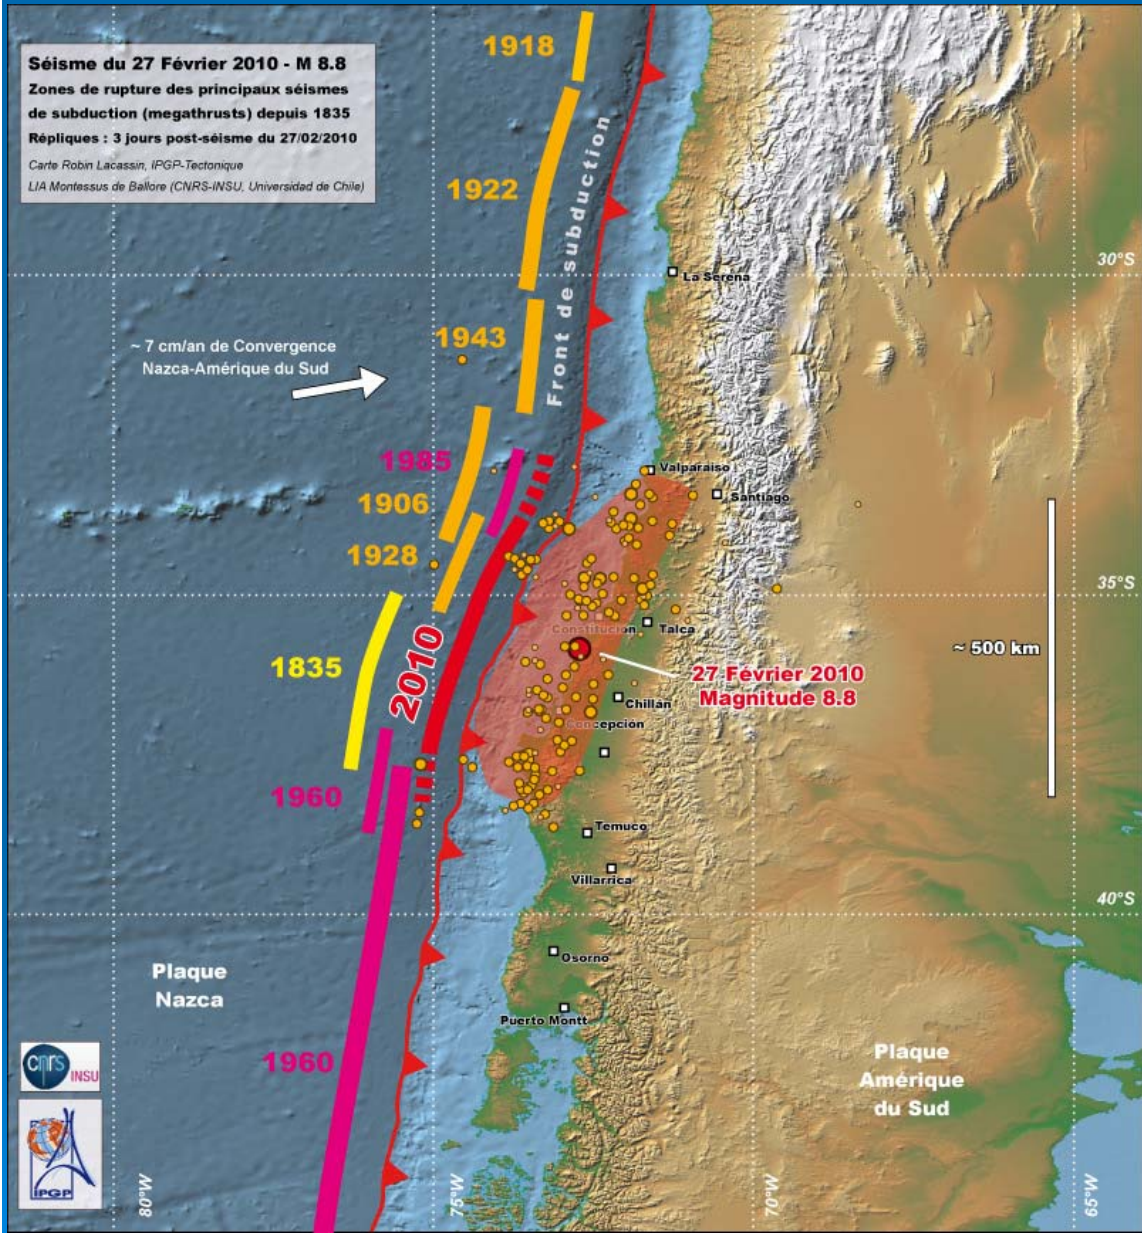 Séisme du 27 Février 2010 - M 8.8
Zones de rupture des principaux séismes
de subduction (megathrusts) depuis 1835
Répliques : 3 jours post-séisme du 27/02/2010
Carte Robin Lacassin, IPGP-Tectonique
LIA Montessus de Ballore (CNRS-INSU, Universidad de Chile)
1918
1922
Front de subduction
30°S
La Serena
1943
~ 7 cm/an de Convergence
Nazca-Amérique du Sud
1985
Valparaiso
Santiago
1906
1928
35°S
Constitución
Talca
~ 500 km
1835
2010
27 Février 2010
Magnitude 8.8
Chillán
Concepción
1960
Temuco
Villarrica
40°S
Osorno
Plaque
Nazca
Puerto Montt
1960
Plaque
Amérique
du Sud
cnrs
INSU
IPGP
80°W
75°W
70°W
65°W